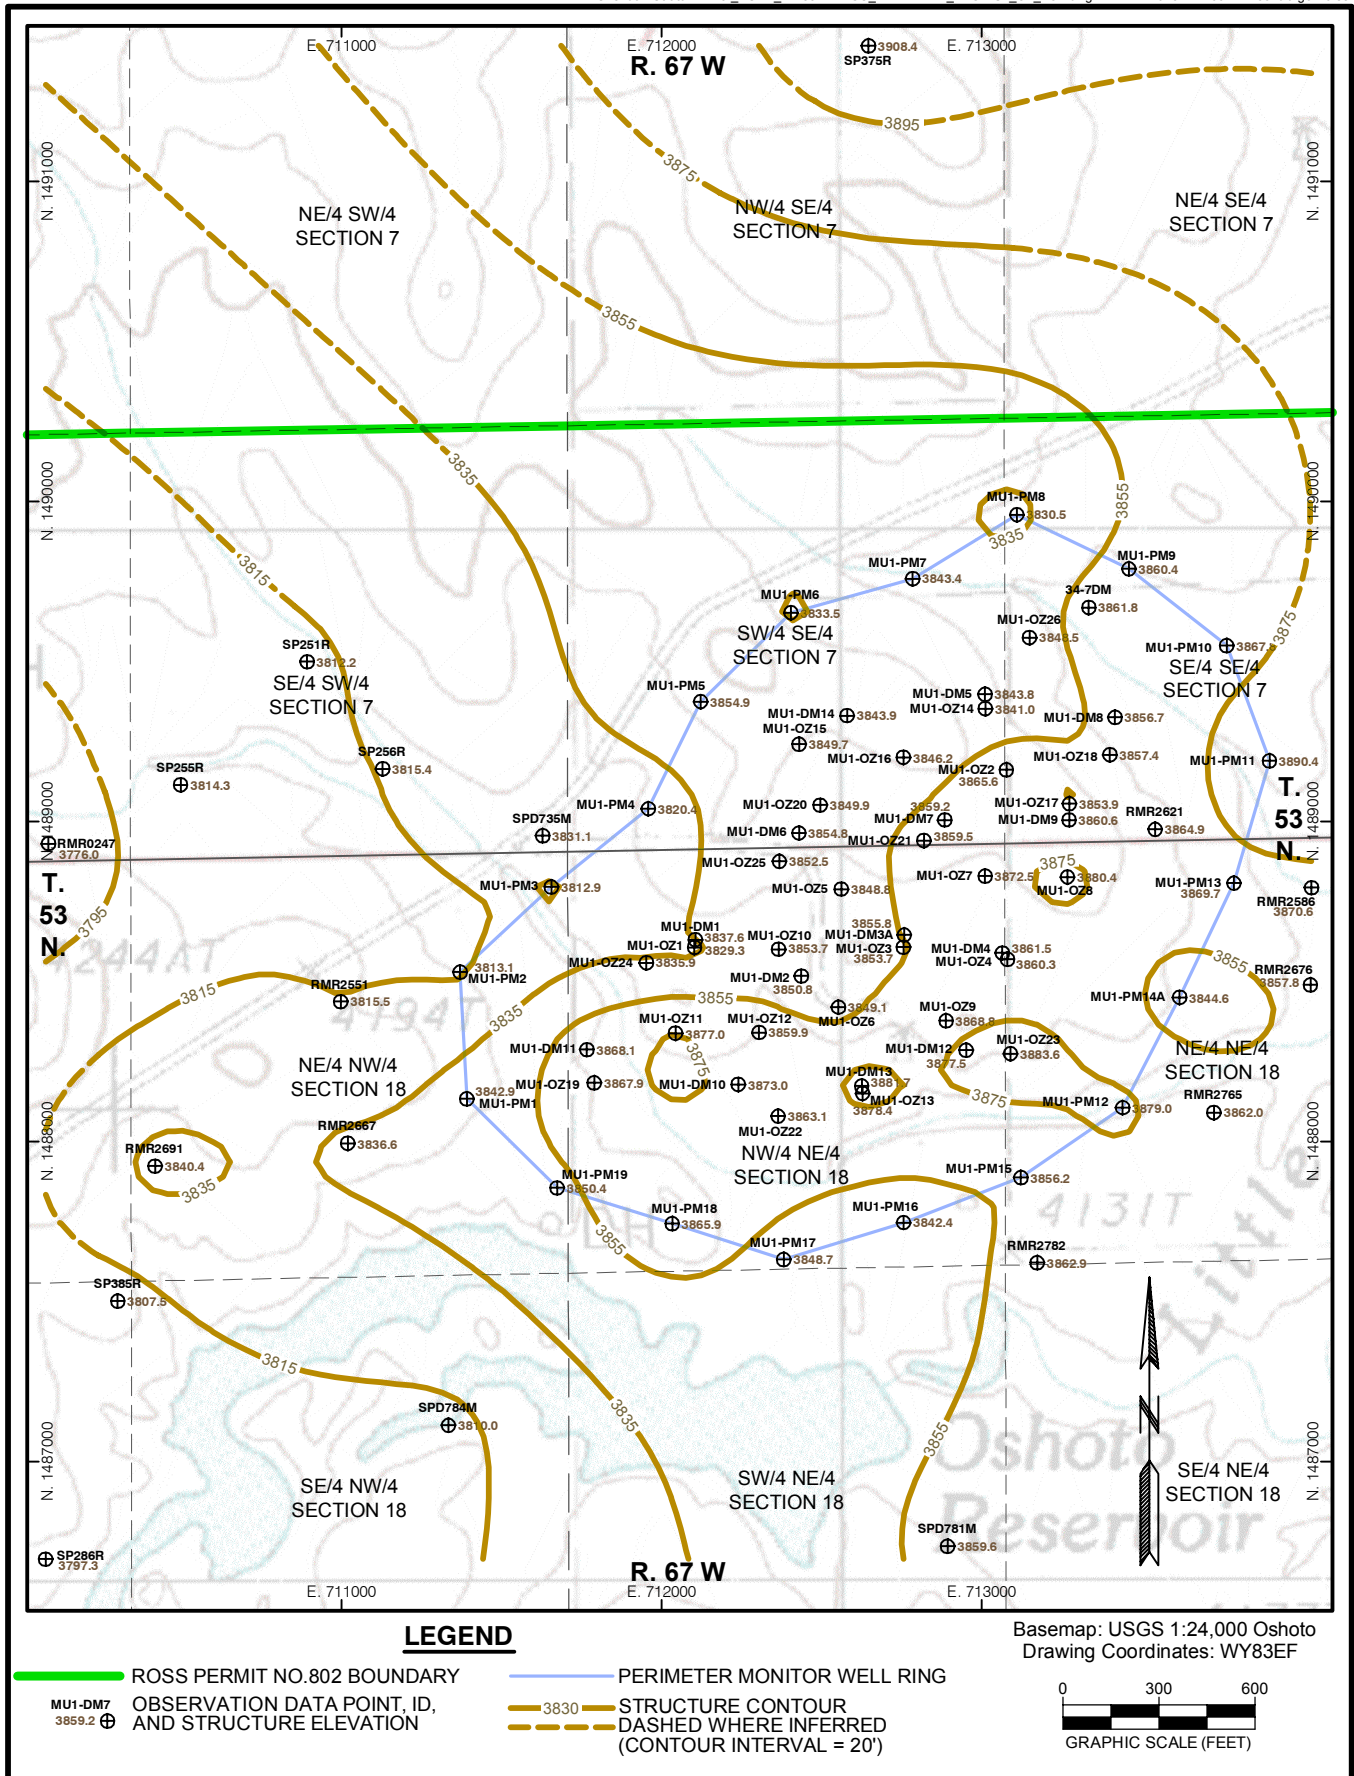 E. 711000
E. 712000
E. 713000
R. 67 W
3908.4
SP375R
3895
3875
N. 1491000
N. 1491000
NE/4 SW/4
SECTION 7
NW/4 SE/4
SECTION 7
NE/4 SE/4
SECTION 7
3855
3835
3855
N. 1490000
N. 1490000
MU1-PM8
3830.5
3835
MU1-PM7
3843.4
MU1-PM9
3860.4
3815
MU1-PM6
3833.5
34-7DM
3861.8
MU1-OZ26
3848.5
3875
SW/4 SE/4
SECTION 7
SP251R
3812.2
SE/4 SW/4
SECTION 7
MU1-PM10
3867.8
SE/4 SE/4
SECTION 7
MU1-PM5
3854.9
MU1-DM5
3843.8
MU1-OZ14
3841.0
MU1-DM14
3843.9
MU1-DM8
3856.7
MU1-OZ15
3849.7
MU1-OZ16
3846.2
MU1-OZ18
3857.4
MU1-PM11
3890.4
SP256R
3815.4
MU1-OZ2
3865.6
SP255R
3814.3
N. 1489000
N. 1489000
T.
53
N.
MU1-PM4
3820.4
MU1-OZ20
3849.9
3859.2
MU1-DM7
MU1-OZ17
3853.9
MU1-DM9
3860.6
RMR2621
3864.9
SP735M
3831.1
MU1-DM6
3854.8
MU1-OZ21
3859.5
RMR0247
3776.0
MU1-OZ25
3852.5
T.
53
N.
MU1-PM3
3812.9
MU1-OZ5
3848.8
MU1-OZ7
3872.5
3875
3880.4
MU1-OZ8
MU1-PM13
3869.7
RMR2586
3870.6
3795
MU1-DM1
3837.6
MU1-OZ1
3829.3
MU1-OZ10
3853.7
3855.8
MU1-DM3A
MU1-OZ3
3853.7
MU1-DM4
3861.5
MU1-OZ4
3860.3
4244AT
3813.1
MU1-PM2
MU1-OZ24
3835.9
MU1-DM2
3850.8
3855
RMR2676
3857.8
3815
RMR2551
3815.5
4194T
3835
3855
3849.1
MU1-OZ6
MU1-PM14A
3844.6
MU1-OZ11
3877.0
MU1-OZ12
3859.9
MU1-OZ9
3868.8
NE/4 NW/4
SECTION 18
MU1-DM11
3868.1
3875
MU1-DM12
3877.5
MU1-OZ23
3883.6
NE/4 NE/4
SECTION 18
MU1-OZ19
3867.9
MU1-DM10
3873.0
MU1-DM13
3881.7
MU1-OZ13
3878.4
3875
3842.9
MU1-PM1
MU1-PM12
3879.0
RMR2765
3862.0
3863.1
MU1-OZ22
N. 1488000
N. 1488000
RMR2667
3836.6
RMR2691
3840.4
3835
NW/4 NE/4
SECTION 18
MU1-PM19
3850.4
MU1-PM15
3856.2
MU1-PM18
3865.9
MU1-PM16
3842.4
4131T
3855
MU1-PM17
3848.7
RMR2782
3862.9
Little
SP385R
3807.5
3815
SPD784M
3810.0
3835
3855
Oshoto
Reservoir
N. 1487000
N. 1487000
SE/4 NW/4
SECTION 18
SW/4 NE/4
SECTION 18
SE/4 NE/4
SECTION 18
SPD781M
3859.6
SP286R
3797.3
R. 67 W
E. 711000
E. 712000
E. 713000
N
LEGEND
Basemap: USGS 1:24,000 Oshoto
Drawing Coordinates: WY83EF
ROSS PERMIT NO.802 BOUNDARY
PERIMETER MONITOR WELL RING
MU1-DM7
3859.2
OBSERVATION DATA POINT, ID,
AND STRUCTURE ELEVATION
3830
STRUCTURE CONTOUR
DASHED WHERE INFERRED
(CONTOUR INTERVAL = 20')
0 300 600
GRAPHIC SCALE (FEET)